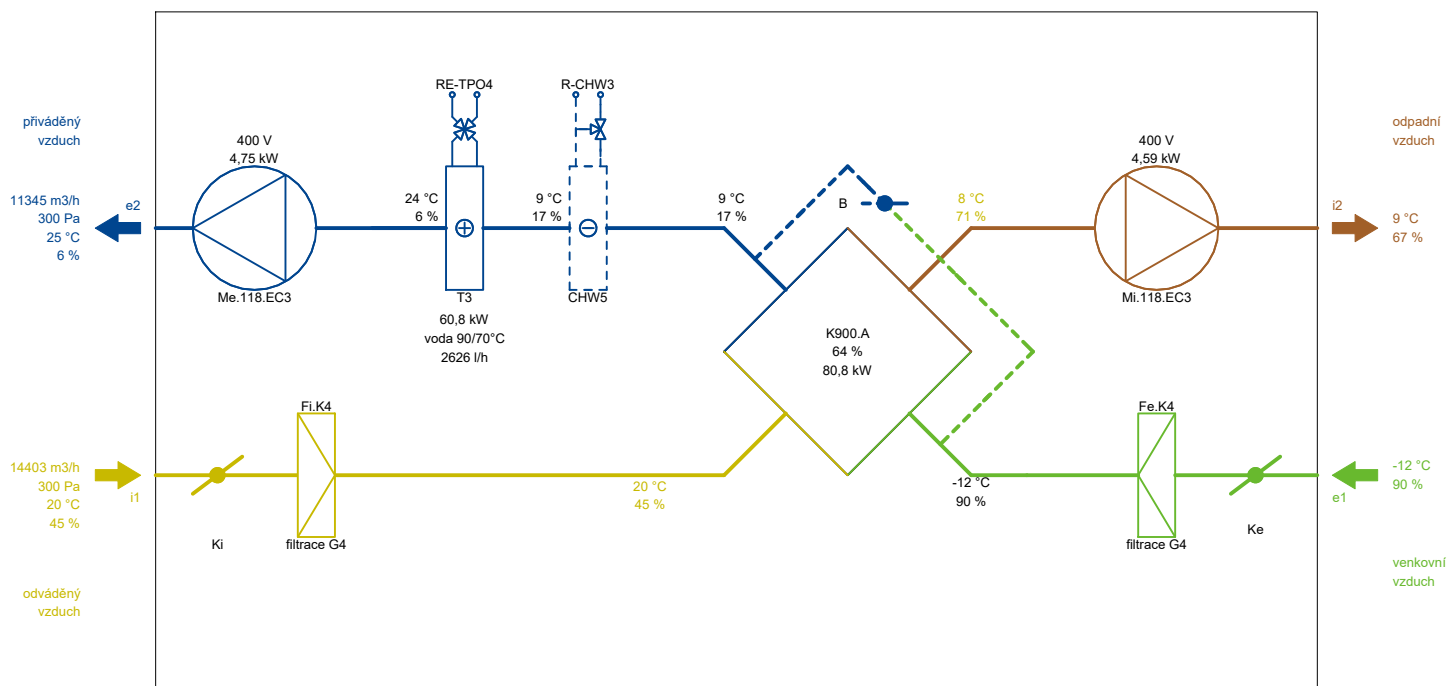 RE-TPO4
R-CHW3
přiváděný
vzduch
400 V
4,75 kW
400 V
4,59 kW
odpadní
vzduch
11345 m3/h
300 Pa
25 °C
6 %
e2
24 °C
6 %
9 °C
17 %
9 °C
17 %
B
8 °C
71 %
i2
9 °C
67 %
Me.118.EC3
T3
CHW5
Mi.118.EC3
60,8 kW
voda 90/70°C
2626 l/h
K900.A
64 %
80,8 kW
Fi.K4
Fe.K4
14403 m3/h
300 Pa
20 °C
45 %
i1
20 °C
45 %
-12 °C
90 %
-12 °C
90 %
e1
Ki
filtrace G4
filtrace G4
Ke
odváděný
vzduch
venkovní
vzduch